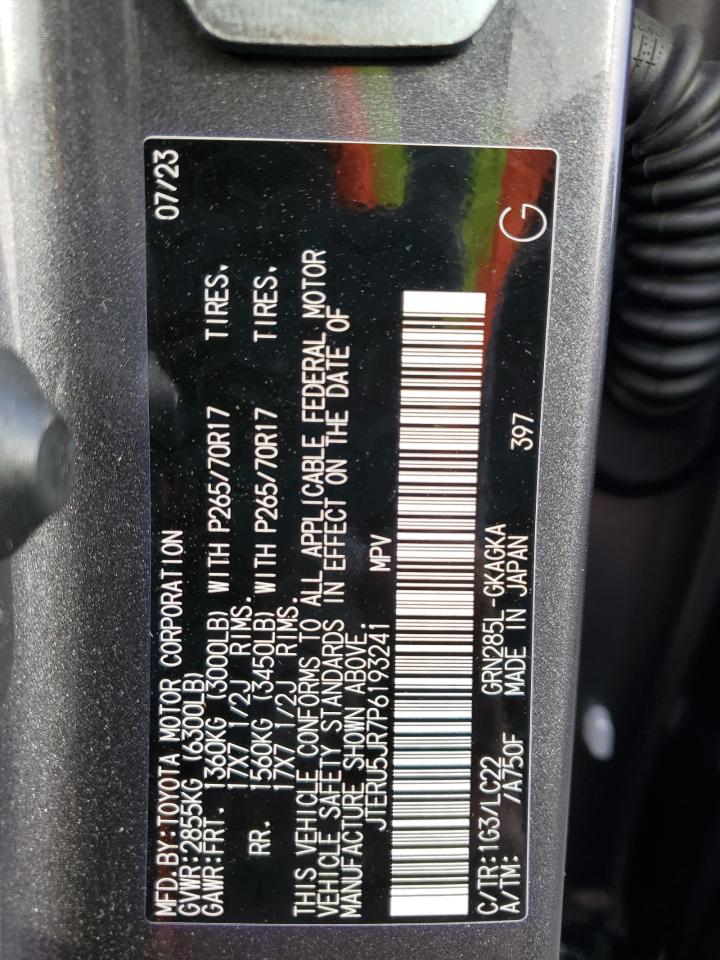 MFD.BY:TOYOTA MOTOR CORPORATION 07/23
GVWR:2855KG (6300LB)
GAWR:FRT. 1360KG (3000LB) WITH P265/70R17 TIRES,
17X7 1/2J RIMS.
RR. 1560KG (3450LB) WITH P265/70R17 TIRES,
17X7 1/2J RIMS.
THIS VEHICLE CONFORMS TO ALL APPLICABLE FEDERAL MOTOR
VEHICLE SAFETY STANDARDS IN EFFECT ON THE DATE OF
MANUFACTURE SHOWN ABOVE.
JTERU5JR7P6193241 MPV
C/TR:1G3/LC22 GRN285L-GKAGKA
A/TM: /A750F MADE IN JAPAN 397 G